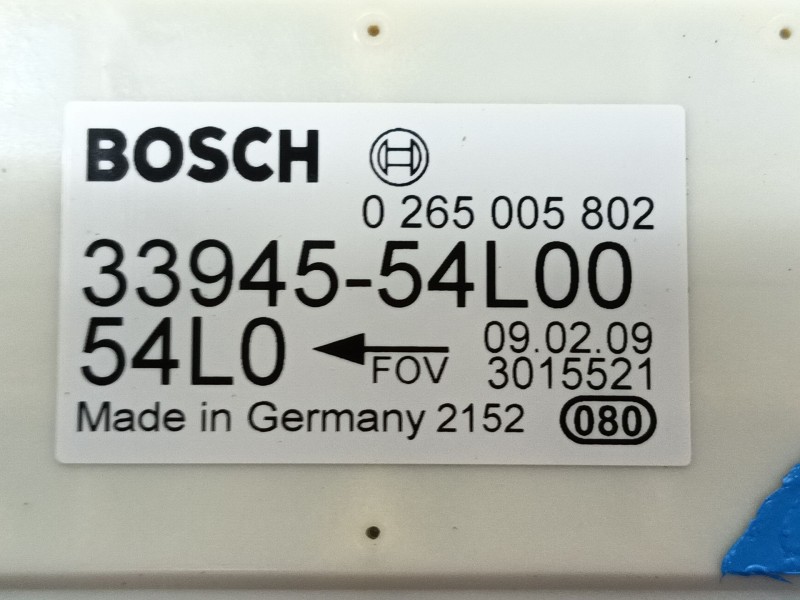 BOSCH
0 265 005 802
33945-54L00
54L0 FOV 09.02.09
3015521
Made in Germany 2152 080